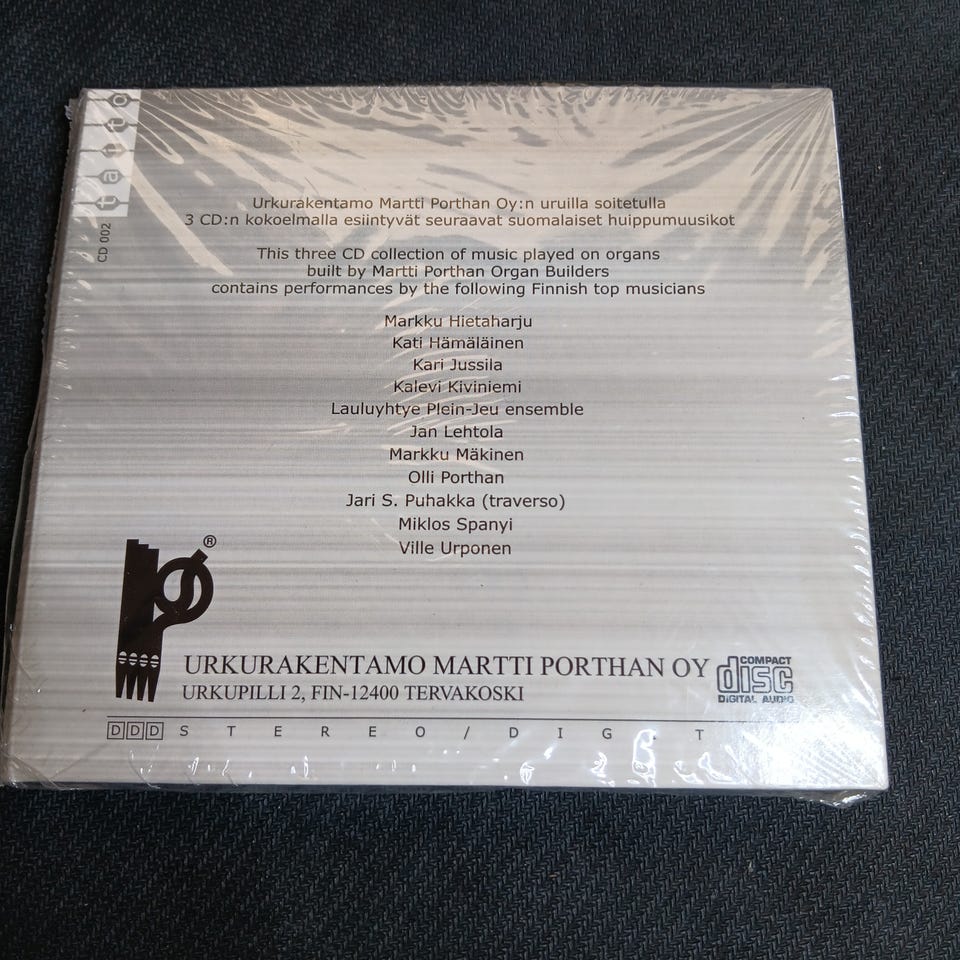 taito
CD 002
Urkurakentamo Martti Porthan Oy:n uruilla soitetulla
3 CD:n kokoelmalla esiintyvät seuraavat suomalaiset huippumuusikot
This three CD collection of music played on organs
built by Martti Porthan Organ Builders
contains performances by the following Finnish top musicians
Markku Hietaharju
Kati Hämäläinen
Kari Jussila
Kalevi Kiviniemi
Lauluyhtye Plein-Jeu ensemble
Jan Lehtola
Markku Mäkinen
Olli Porthan
Jari S. Puhakka (traverso)
Miklos Spanyi
Ville Urponen
®
URKURAKENTAMO MARTTI PORTHAN OY
URKUPILLI 2, FIN-12400 TERVAKOSKI
COMPACT
disc
DIGITAL AUDIO
DDD STEREO/